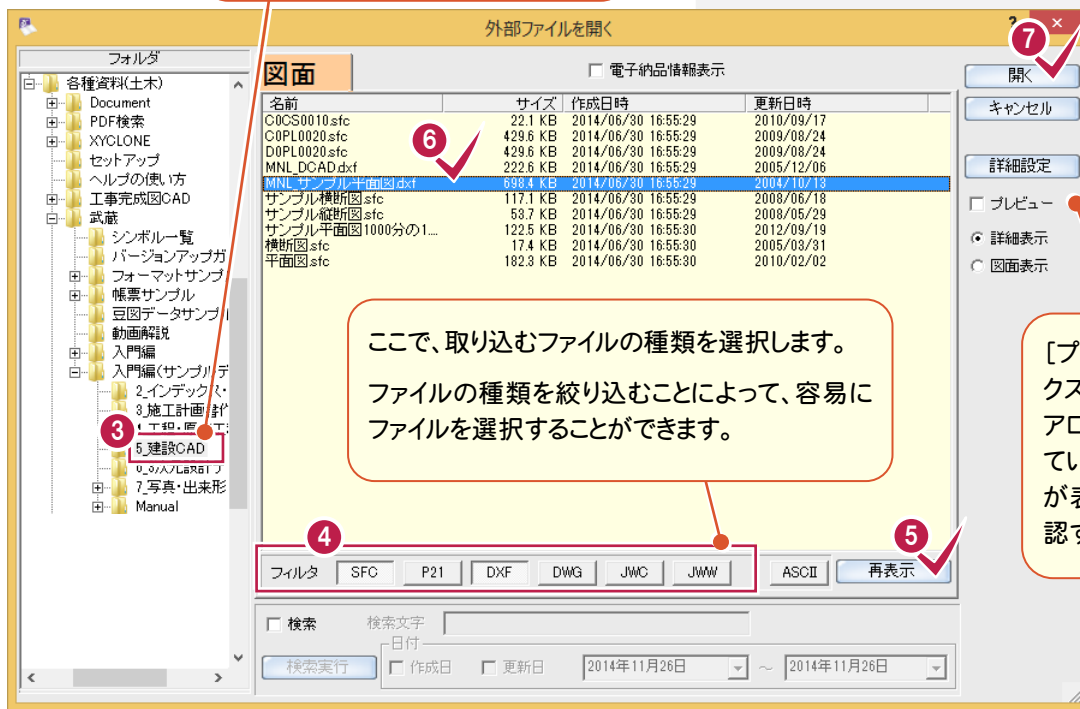 外部ファイルを開く
?
×
7
フォルダ
各種資料(土木)
Document
PDF検索
XYCLONE
セットアップ
ヘルプの使い方
工事完成図CAD
武蔵
シンボル一覧
バージョンアップガ
フォーマットサンプ
帳票サンプル
豆図データサンプ
動画解説
入門編
入門編(サンプルデ
2_インデックス・
3_施工計画書作
3
5_建設CAD
7_写真・出来形
Manual
図面
電子納品情報表示
名前 サイズ 作成日時 更新日時
C0CS0010.sfc 22.1 KB 2014/06/30 16:55:29 2010/09/17
C0PL0020.sfc 429.6 KB 2014/06/30 16:55:29 2009/08/24
D0PL0020.sfc 429.6 KB 2014/06/30 16:55:29 2009/08/24
MNL_DCAD.dxf 222.6 KB 2014/06/30 16:55:29 2005/12/06
MNL_サンプル平面図.dxf 698.4 KB 2014/06/30 16:55:29 2004/10/13
サンプル横断図.sfc 117.1 KB 2014/06/30 16:55:29 2008/06/18
サンプル縦断図.sfc 53.7 KB 2014/06/30 16:55:29 2008/05/29
サンプル平面図1000分の1... 122.5 KB 2014/06/30 16:55:30 2012/09/19
横断図.sfc 17.4 KB 2014/06/30 16:55:30 2005/03/31
平面図.sfc 182.3 KB 2014/06/30 16:55:30 2010/02/02
6
ここで、取り込むファイルの種類を選択します。
ファイルの種類を絞り込むことによって、容易に
ファイルを選択することができます。
4
5
フィルタ SFC P21 DXF DWG JWC JWW ASCII 再表示
検索 検索文字
日付
検索実行 作成日 更新日 2014年11月26日 ～ 2014年11月26日
開く
キャンセル
詳細設定
プレビュー
詳細表示
図面表示
[プ
クス
アロ
てい
が表
認す